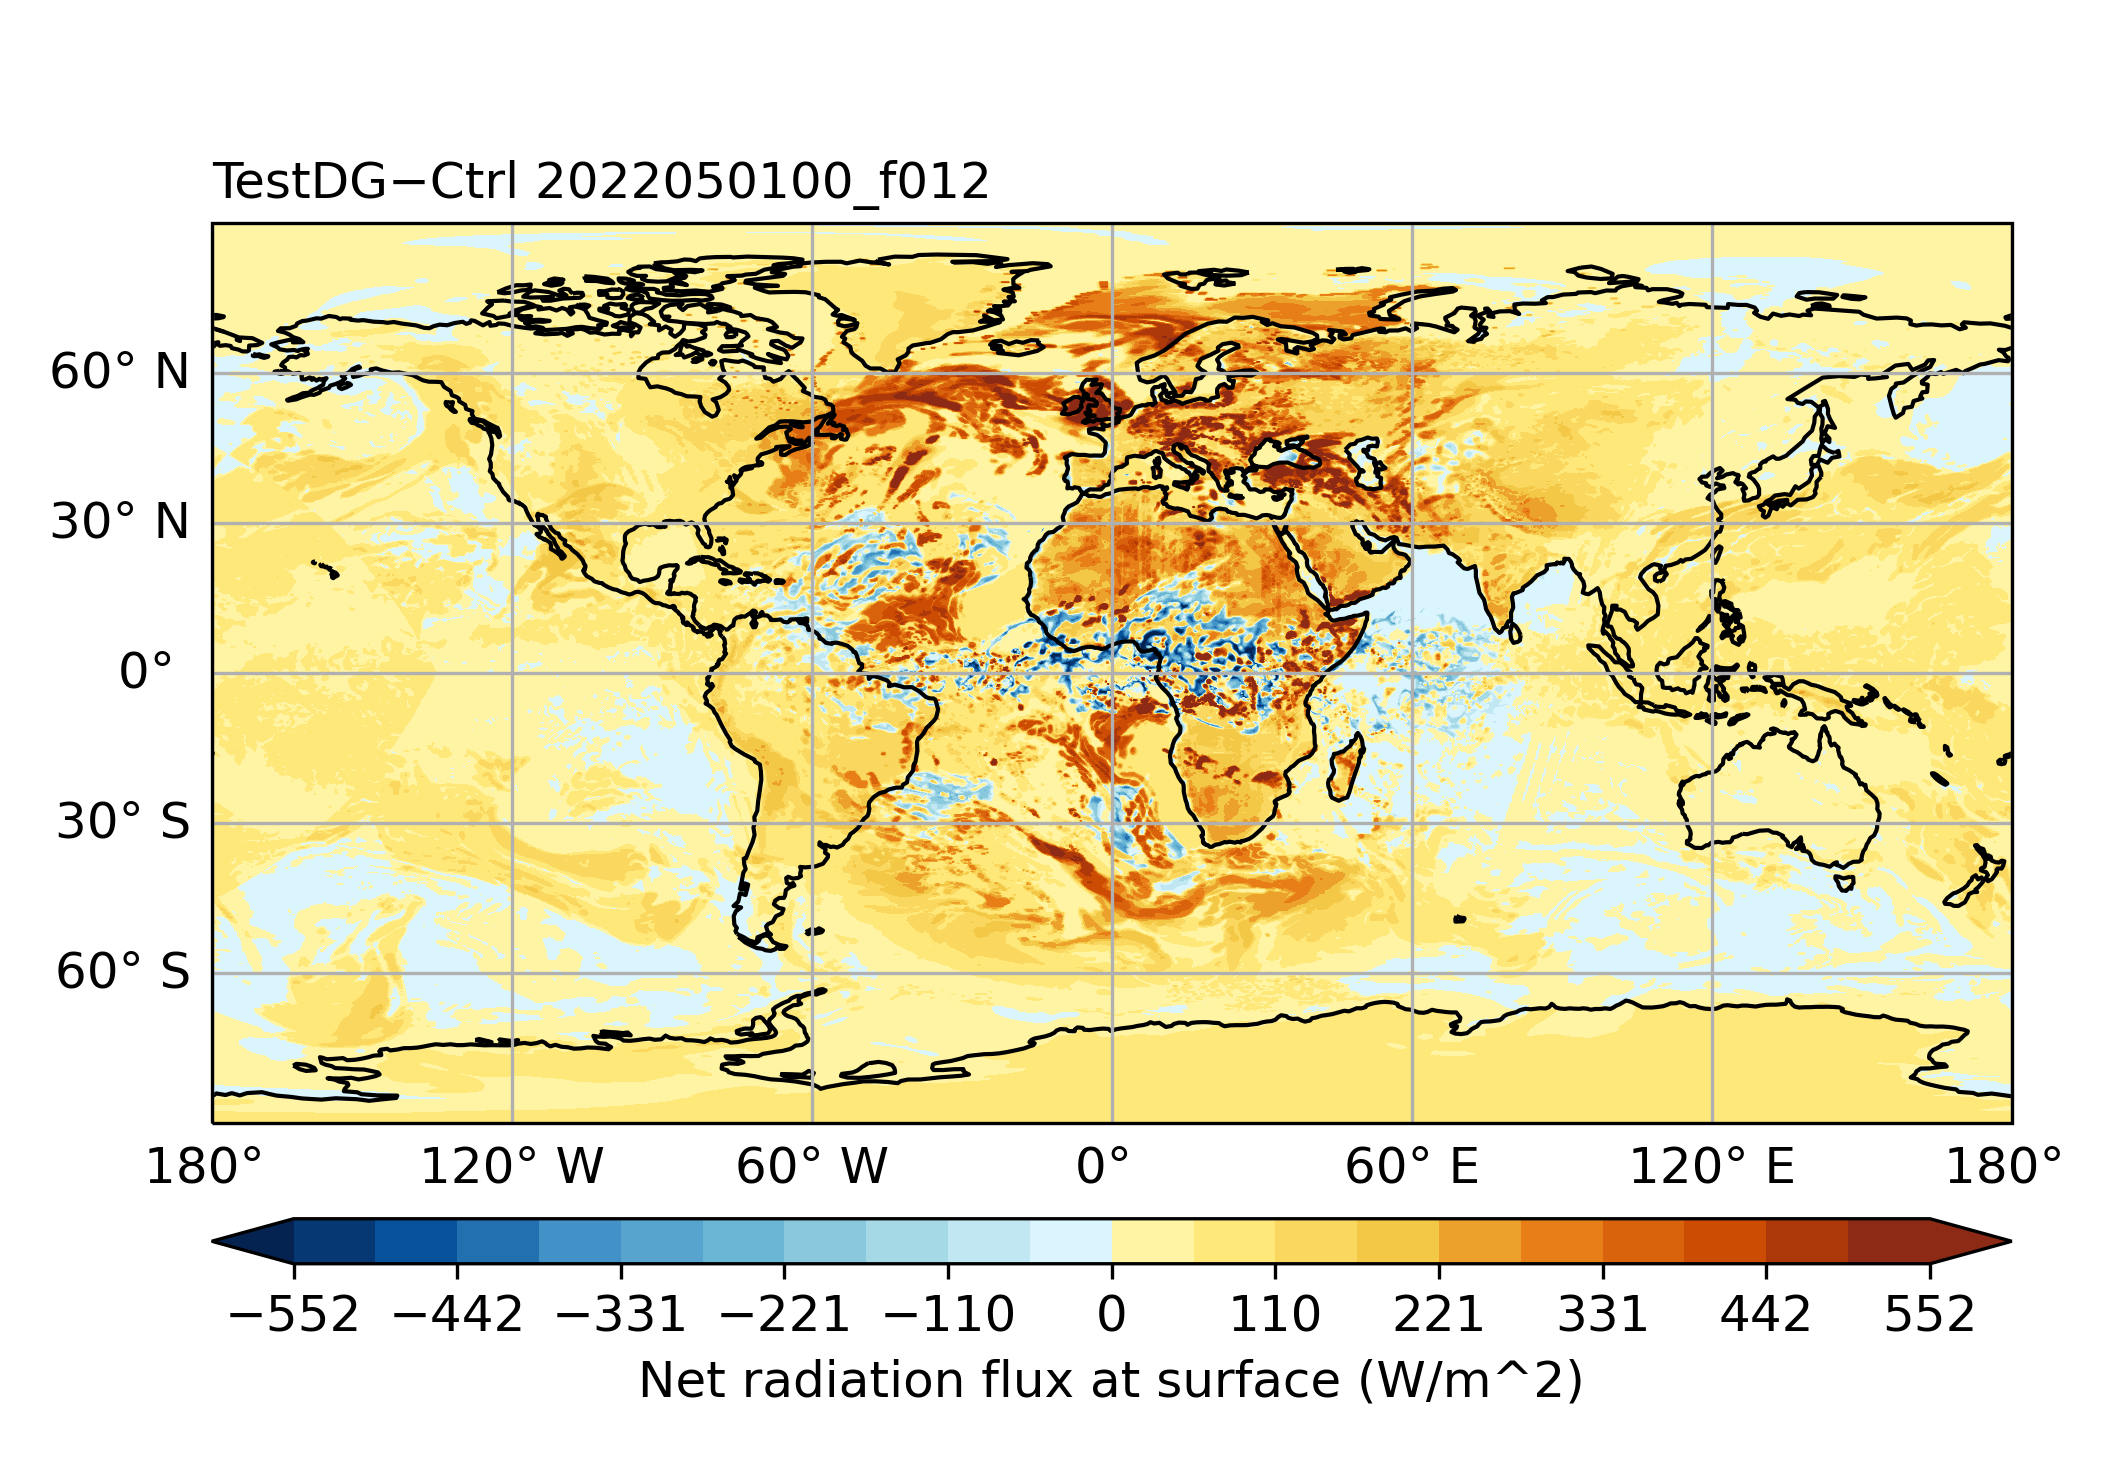 TestDG−Ctrl 2022050100_f012
60° N
30° N
0°
30° S
60° S
180° 120° W 60° W 0° 60° E 120° E 180°
−552 −442 −331 −221 −110 0 110 221 331 442 552
Net radiation flux at surface (W/m^2)